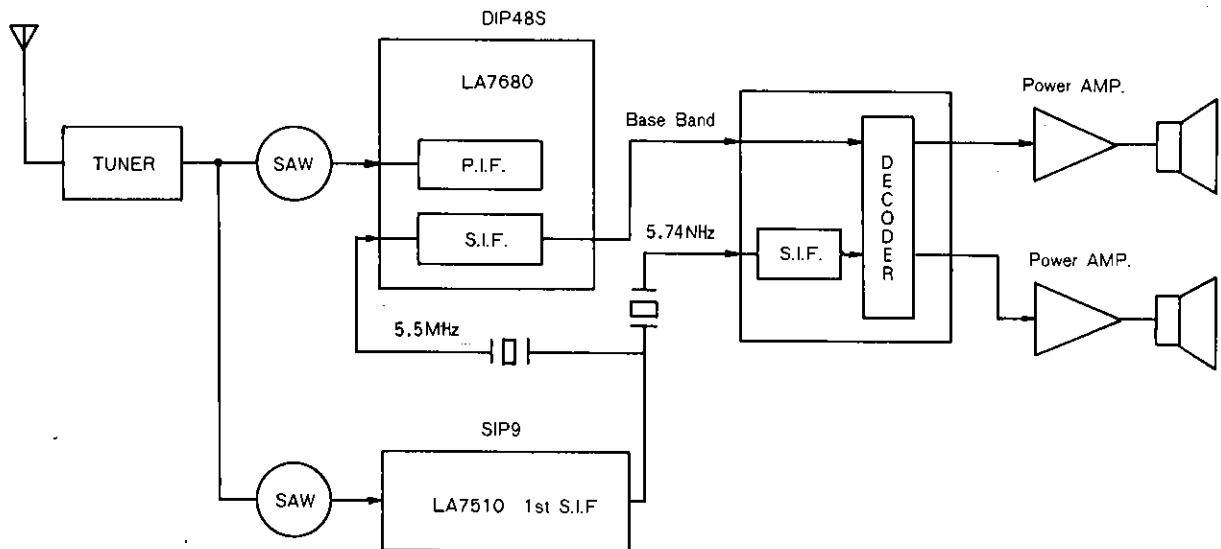 DIP48S
LA7680
TUNER
SAW
P.I.F.
S.I.F.
Base Band
5.74NHz
5.5MHz
S.I.F.
DECODER
Power AMP.
Power AMP.
SIP9
SAW
LA7510 1st S.I.F